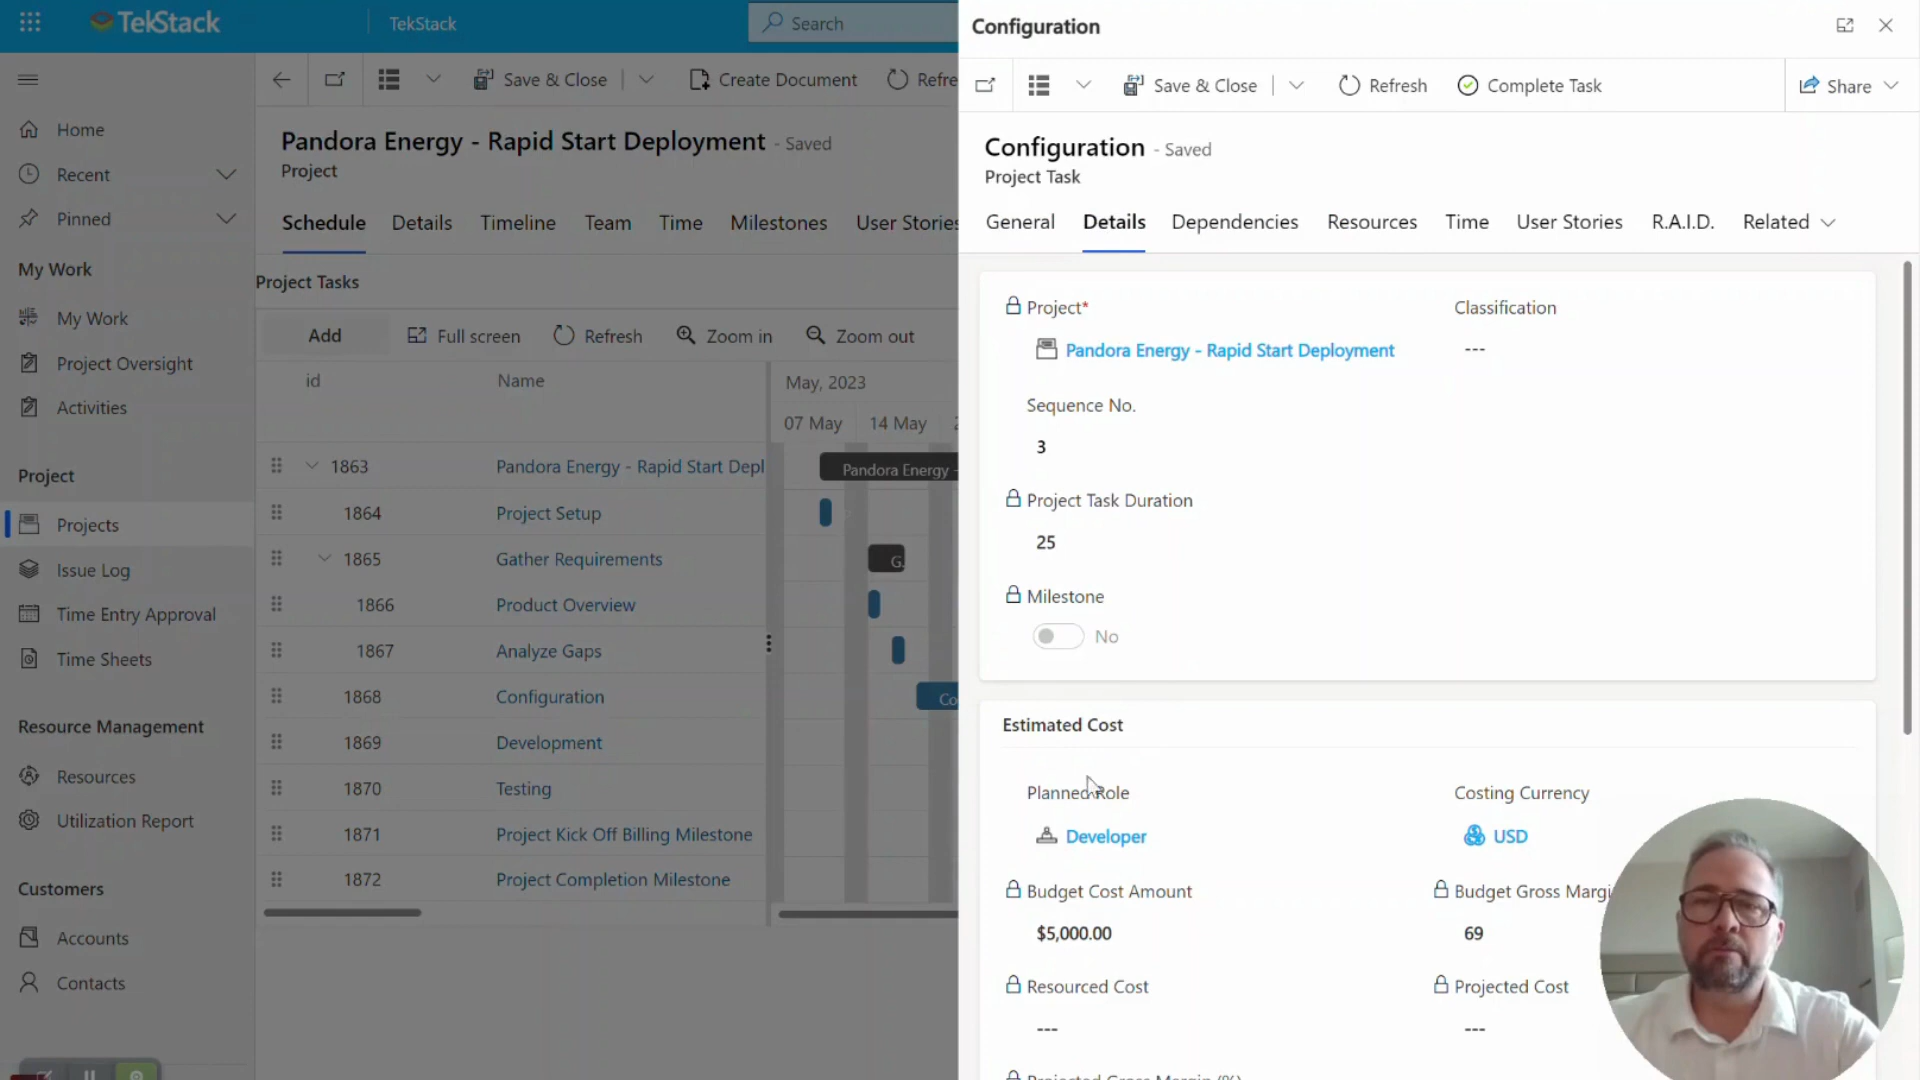 TekStack
TekStack
Search
Save & Close
Create Document
Refre
Home
Recent
Pinned
My Work
My Work
Project Oversight
Activities
Project
Projects
Issue Log
Time Entry Approval
Time Sheets
Resource Management
Resources
Utilization Report
Customers
Accounts
Contacts
Pandora Energy - Rapid Start Deployment - Saved
Project
Schedule Details Timeline Team Time Milestones User Stories
Project Tasks
Add Full screen Refresh Zoom in Zoom out
id Name May, 2023
07 May 14 May 2
1863 Pandora Energy - Rapid Start Depl Pandora Energy -
1864 Project Setup
1865 Gather Requirements G.
1866 Product Overview
1867 Analyze Gaps
1868 Configuration Co
1869 Development
1870 Testing
1871 Project Kick Off Billing Milestone
1872 Project Completion Milestone
Configuration
Save & Close Refresh Complete Task Share
Configuration - Saved
Project Task
General Details Dependencies Resources Time User Stories R.A.I.D. Related
Project* Classification
Pandora Energy - Rapid Start Deployment ---
Sequence No.
3
Project Task Duration
25
Milestone
No
Estimated Cost
Planned Role Costing Currency
Developer USD
Budget Cost Amount Budget Gross Margi
$5,000.00 69
Resourced Cost Projected Cost
--- ---
Projected Gross Margin (%)